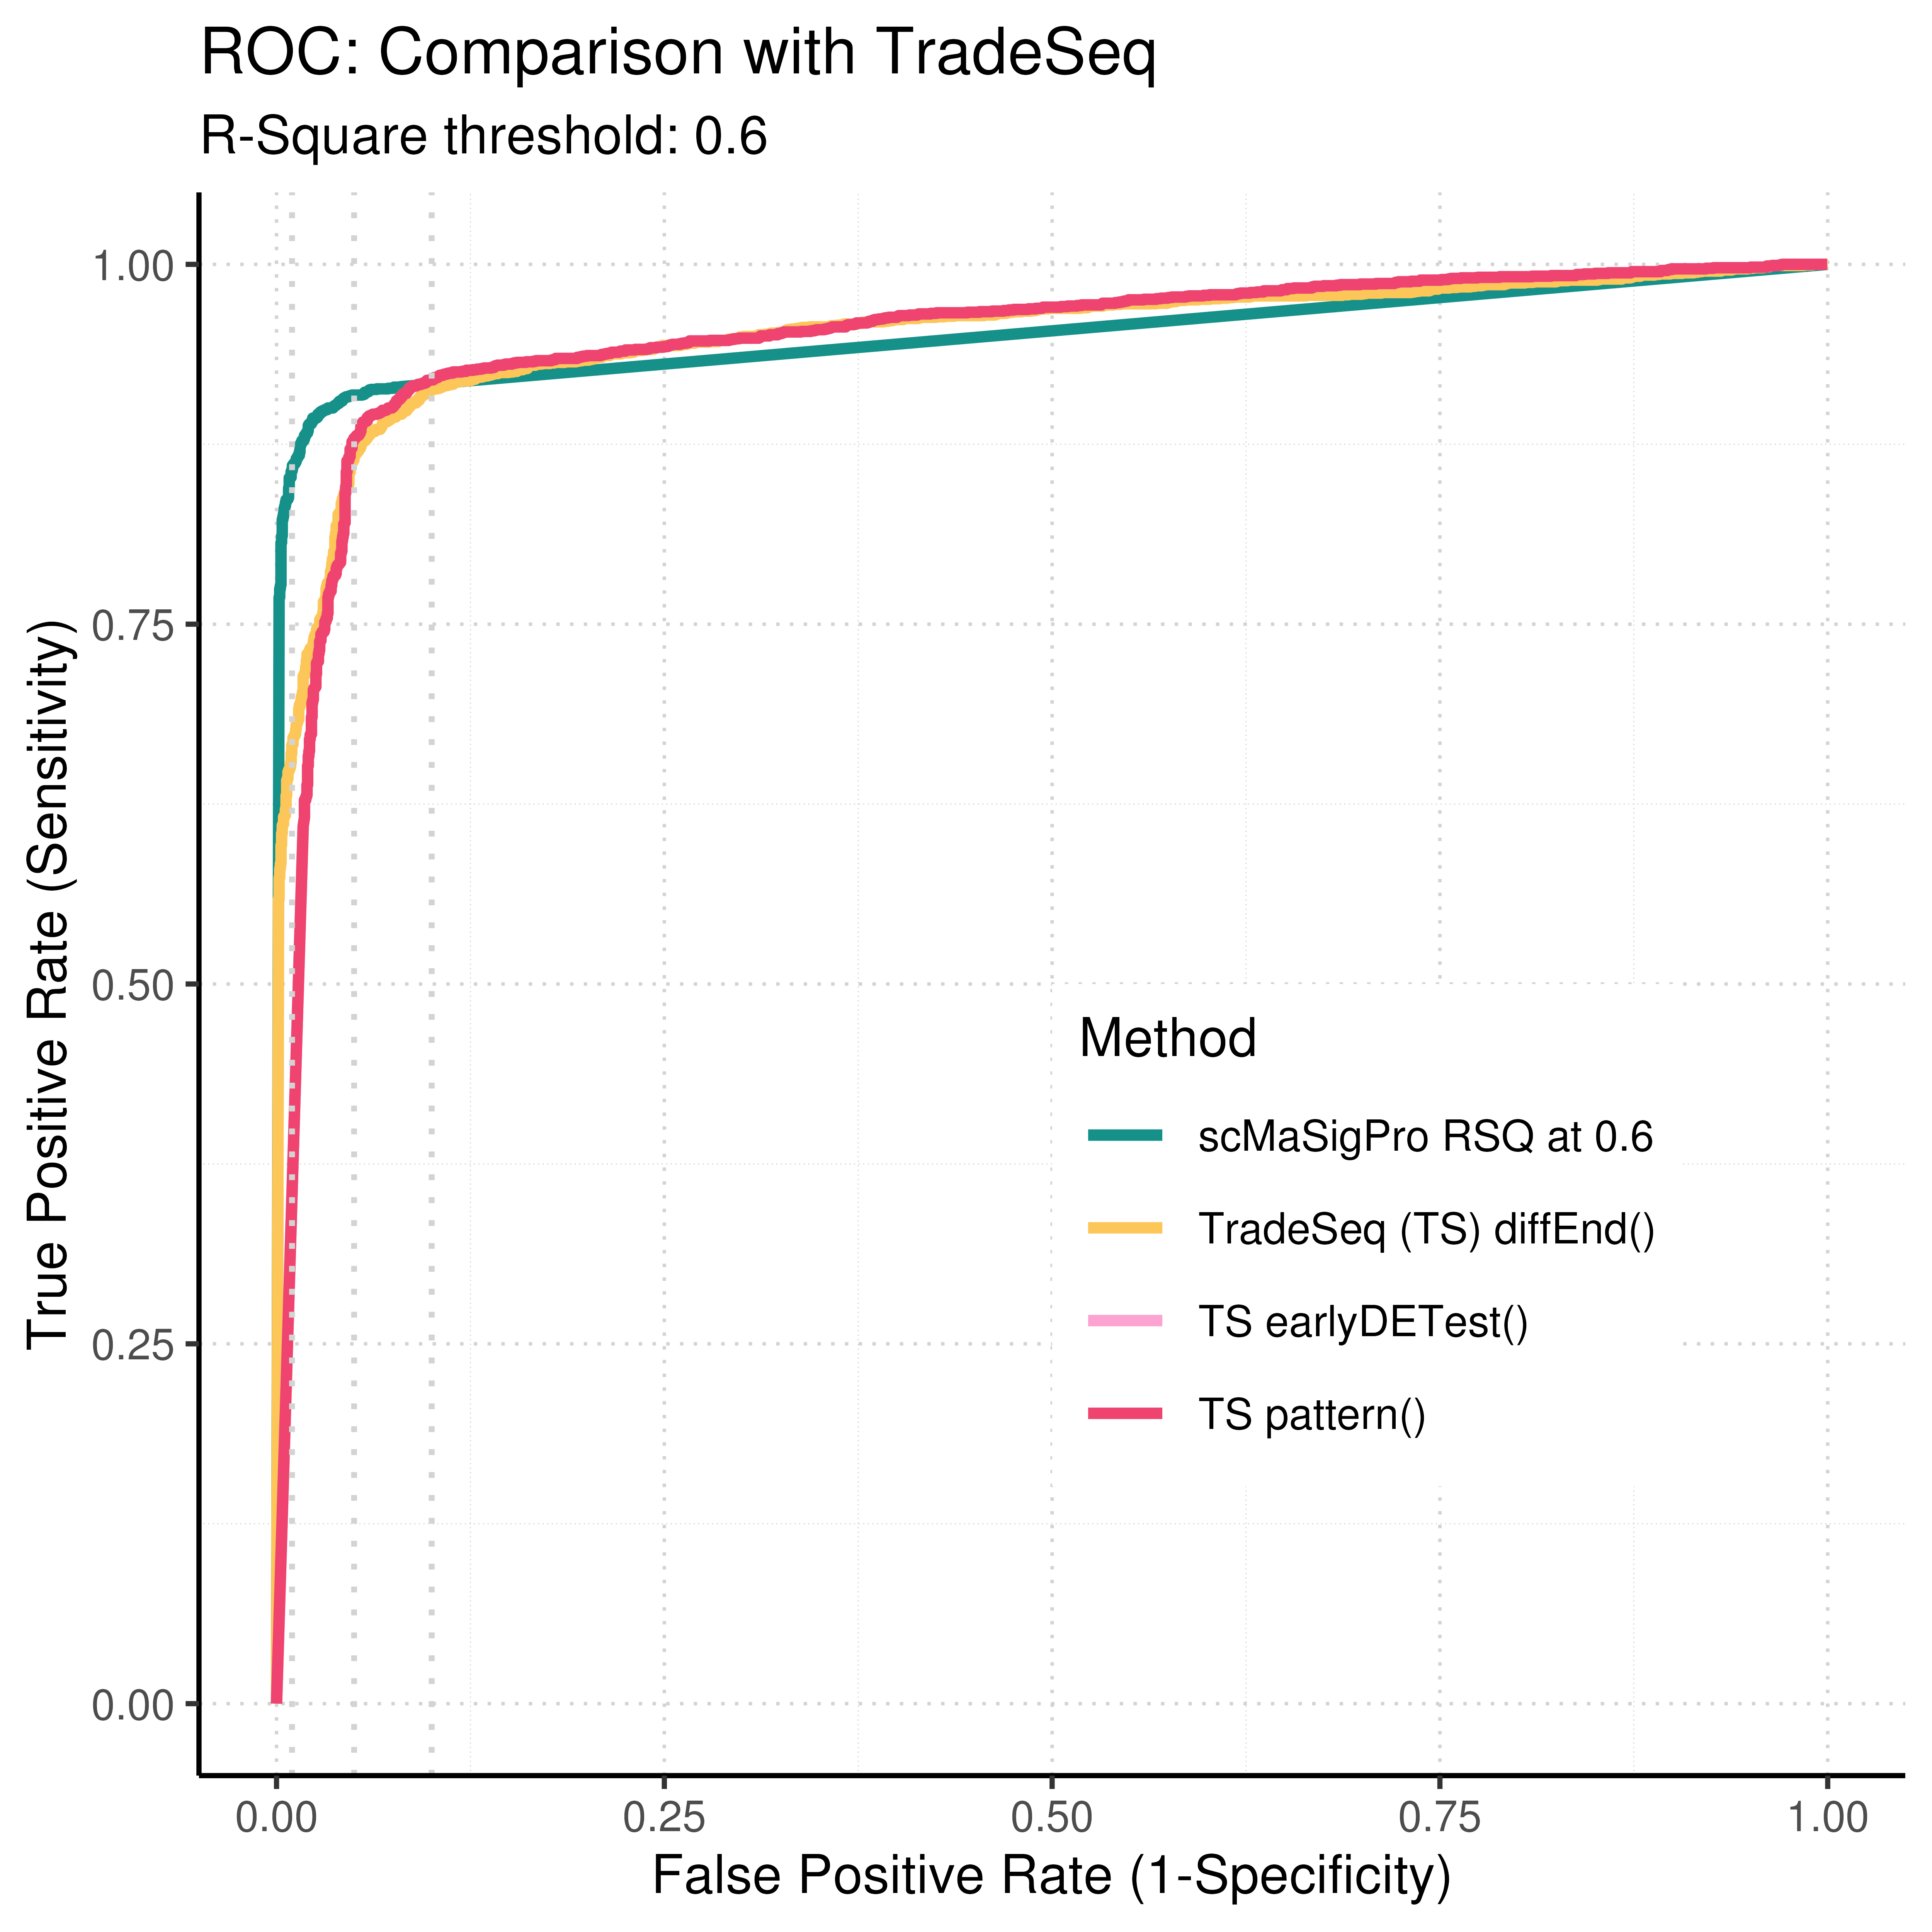 ROC: Comparison with TradeSeq
R-Square threshold: 0.6
True Positive Rate (Sensitivity)
1.00
0.75
0.50
0.25
0.00
Method
scMaSigPro RSQ at 0.6
TradeSeq (TS) diffEnd()
TS earlyDETest()
TS pattern()
0.00 0.25 0.50 0.75 1.00
False Positive Rate (1-Specificity)